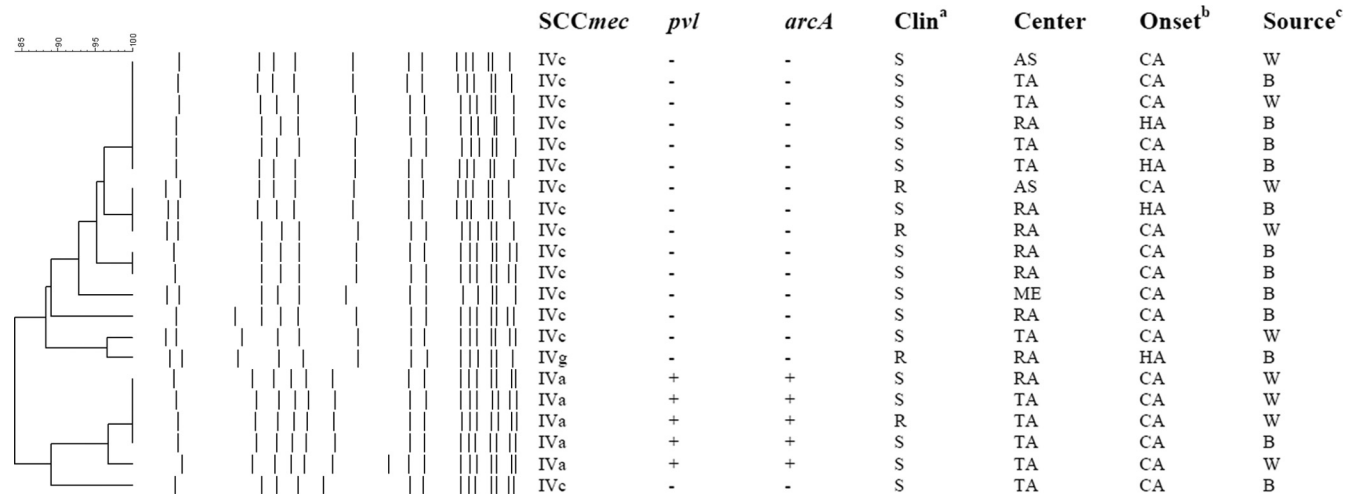 SCCmec pvl arcA Clinᵃ Center Onsetᵇ Sourceᶜ
85 90 95 100
IVc - - S AS CA W
IVc - - S TA CA B
IVc - - S TA CA W
IVc - - S RA HA B
IVc - - S TA CA B
IVc - - S TA HA B
IVc - - R AS CA W
IVc - - S RA HA B
IVc - - R RA CA W
IVc - - S RA CA B
IVc - - S RA CA B
IVc - - S ME CA B
IVc - - S RA CA B
IVc - - S TA CA W
IVg - - R RA HA B
IVa + + S RA CA W
IVa + + S TA CA W
IVa + + R TA CA W
IVa + + S TA CA B
IVa + + S TA CA W
IVc - - S TA CA B